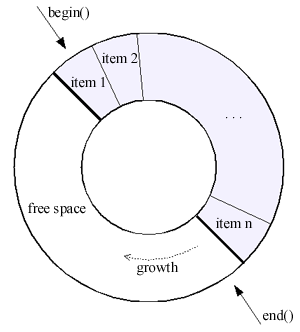 begin()
item 1
item 2
. . .
item n
free space
growth
end()